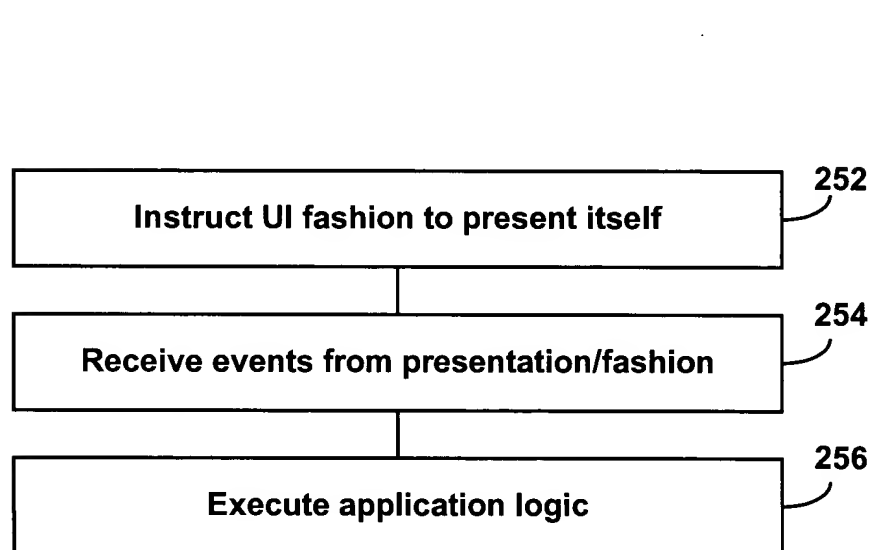 252
Instruct UI fashion to present itself
254
Receive events from presentation/fashion
256
Execute application logic